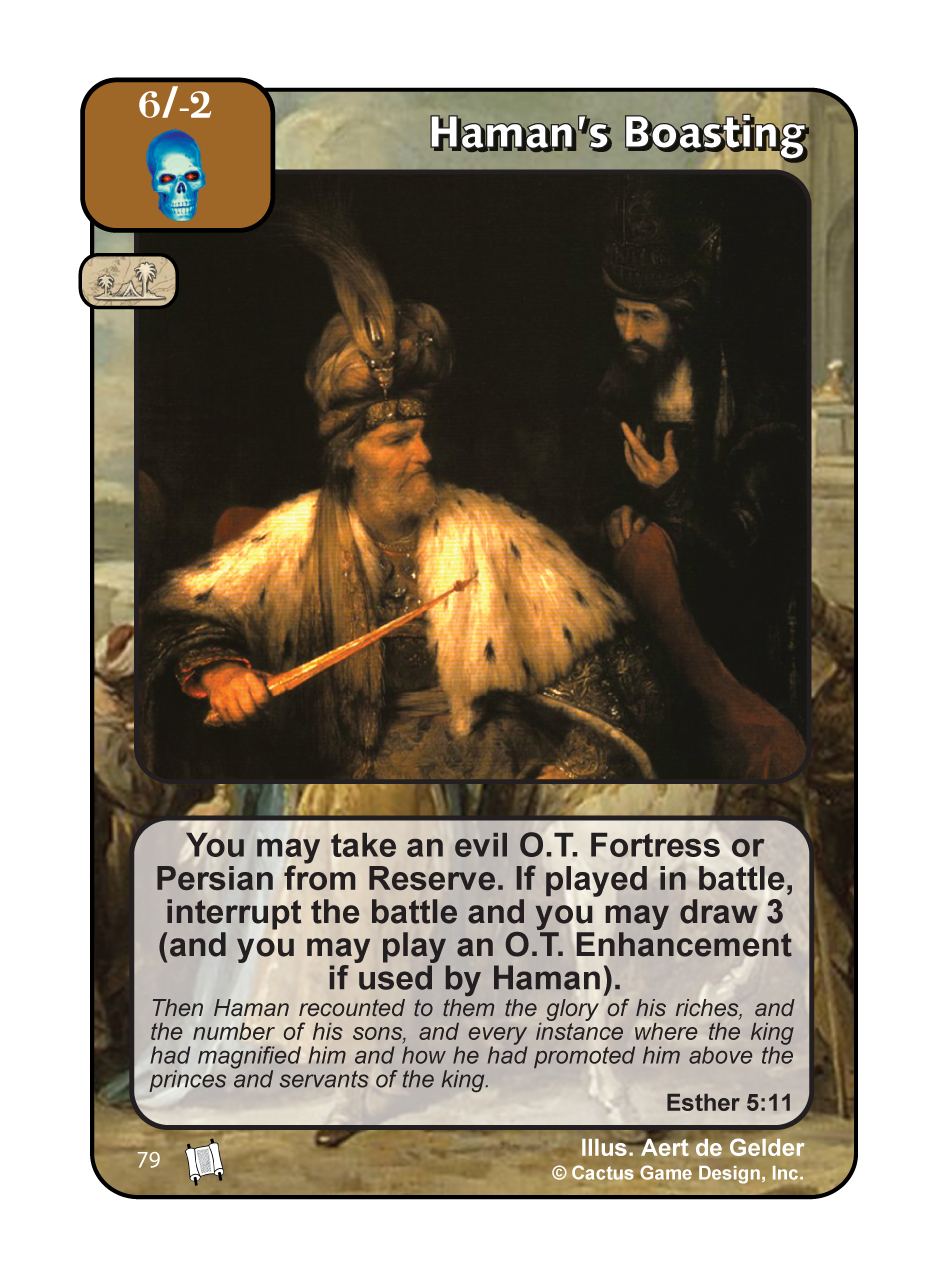 6/-2
Haman's Boasting
You may take an evil O.T. Fortress or
Persian from Reserve. If played in battle,
interrupt the battle and you may draw 3
(and you may play an O.T. Enhancement
if used by Haman).
Then Haman recounted to them the glory of his riches, and
the number of his sons, and every instance where the king
had magnified him and how he had promoted him above the
princes and servants of the king.
Esther 5:11
79
Illus. Aert de Gelder
© Cactus Game Design, Inc.